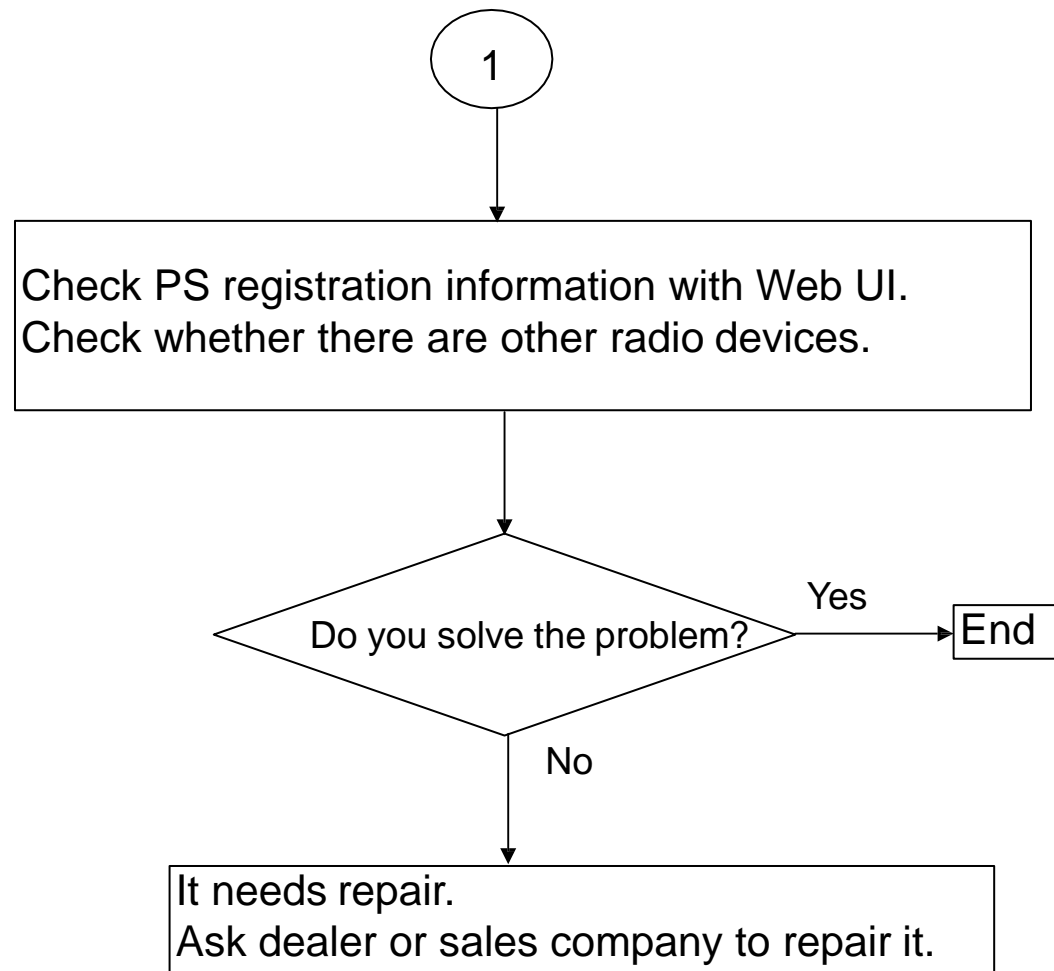 1
Check PS registration information with Web UI.
Check whether there are other radio devices.
Do you solve the problem?
Yes
End
No
It needs repair.
Ask dealer or sales company to repair it.